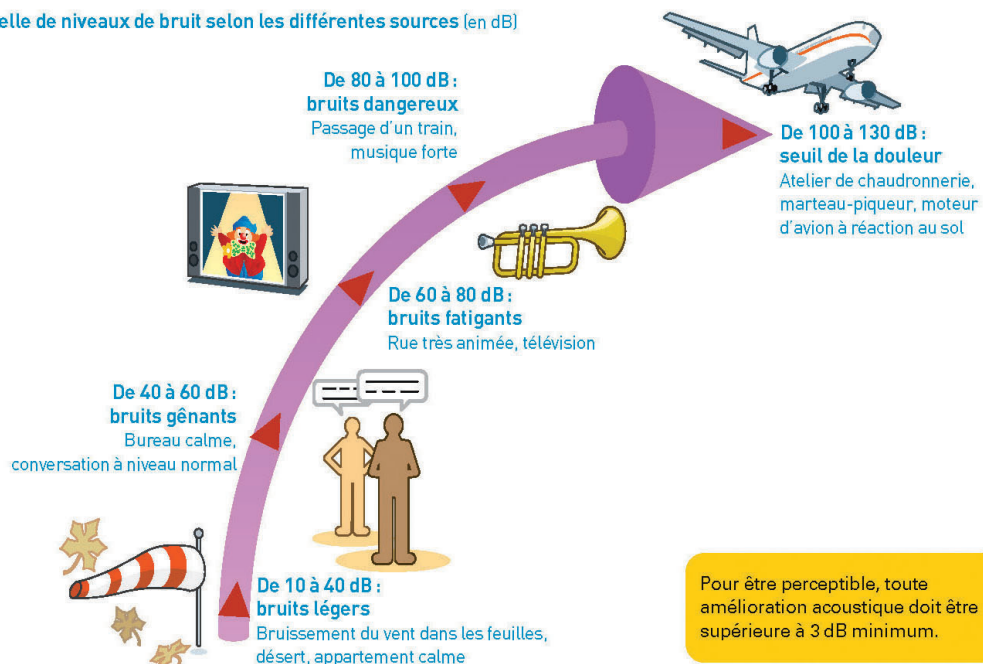 elle de niveaux de bruit selon les différentes sources (en dB)
De 80 à 100 dB :
bruits dangereux
Passage d'un train,
musique forte
De 100 à 130 dB :
seuil de la douleur
Atelier de chaudronnerie,
marteau-piqueur, moteur
d'avion à réaction au sol
De 60 à 80 dB :
bruits fatigants
Rue très animée, télévision
De 40 à 60 dB :
bruits gênants
Bureau calme,
conversation à niveau normal
De 10 à 40 dB :
bruits légers
Bruissement du vent dans les feuilles,
désert, appartement calme
Pour être perceptible, toute
amélioration acoustique doit être
supérieure à 3 dB minimum.